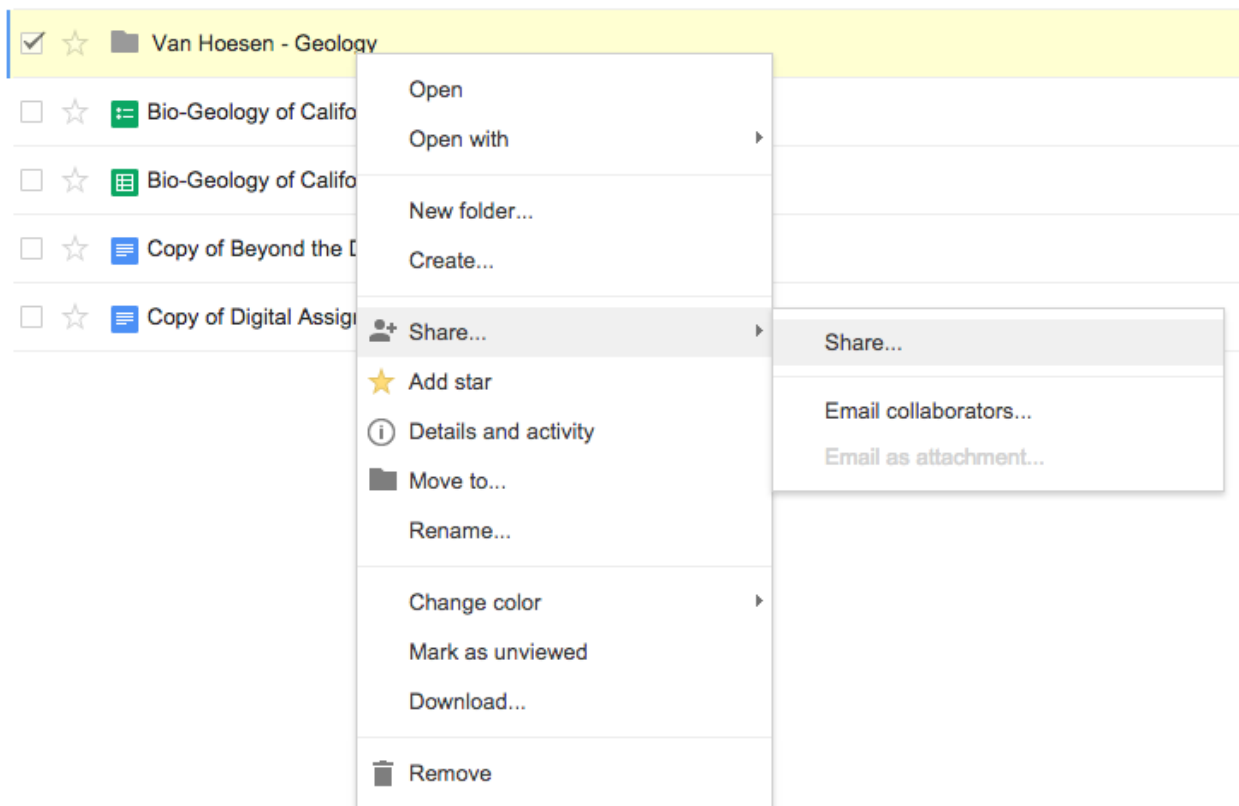 Van Hoesen - Geology
Bio-Geology of Califo
Bio-Geology of Califo
Copy of Beyond the
Copy of Digital Assig
Open
Open with
New folder...
Create...
Share...
Add star
Details and activity
Move to...
Rename...
Change color
Mark as unviewed
Download...
Remove
Share...
Email collaborators...
Email as attachment...